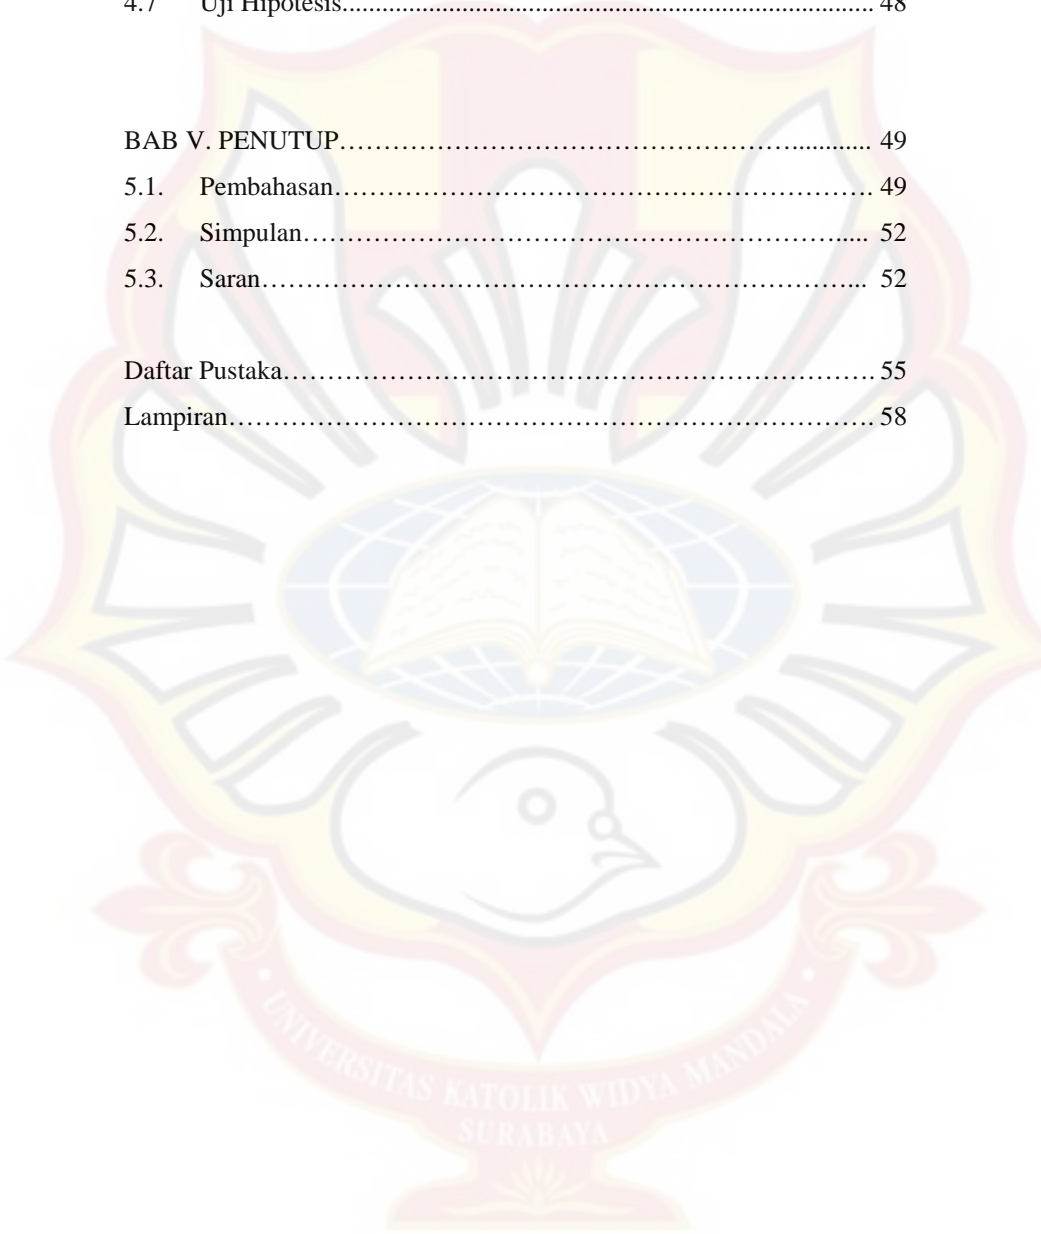 4.7 Uji Hipotesis................................................................................ 48
BAB V. PENUTUP……………………………………………............ 49
5.1. Pembahasan……………………………………………………. 49
5.2. Simpulan…………………………………………………….... 52
5.3. Saran…………………………………………………………... 52
Daftar Pustaka…………………………………………………………. 55
Lampiran………………………………………………………………. 58
UNIVERSITAS KATOLIK WIDYA MANDALA
SURABAYA